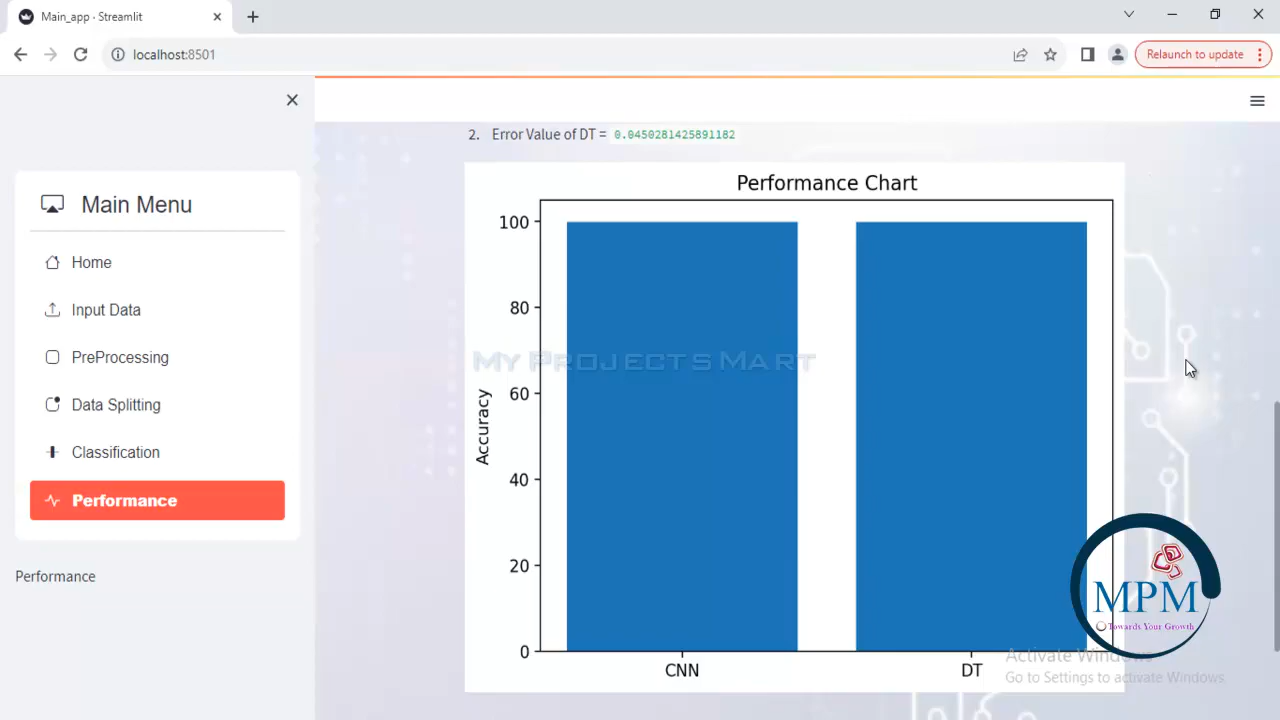 Main_app · Streamlit
localhost:8501
Relaunch to update
Main Menu
Home
Input Data
PreProcessing
Data Splitting
Classification
Performance
Performance
2. Error Value of DT = 0.0450281425891182
Performance Chart
100
80
60
40
20
0
Accuracy
CNN
DT
My Project's Mart
MPM
Towards Your Growth
Activate Windows
Go to Settings to activate Windows.